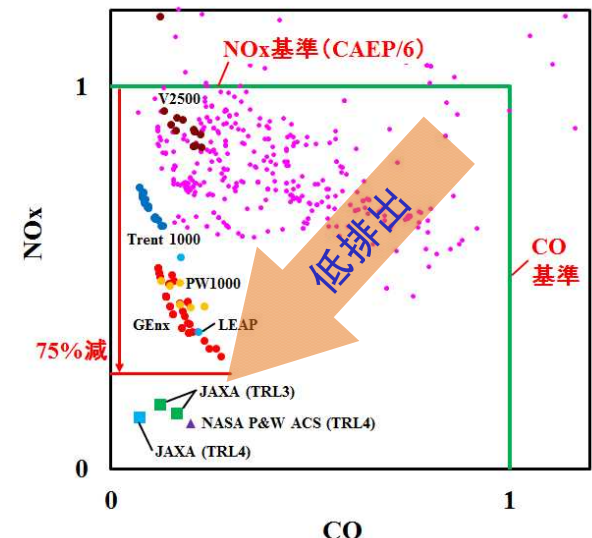 NOx基準（CAEP/6）
1
V2500
NOx
低排出
Trent 1000
CO
基準
PW1000
GEnx
LEAP
75%減
JAXA (TRL3)
NASA P&W ACS (TRL4)
JAXA (TRL4)
0
0
1
CO